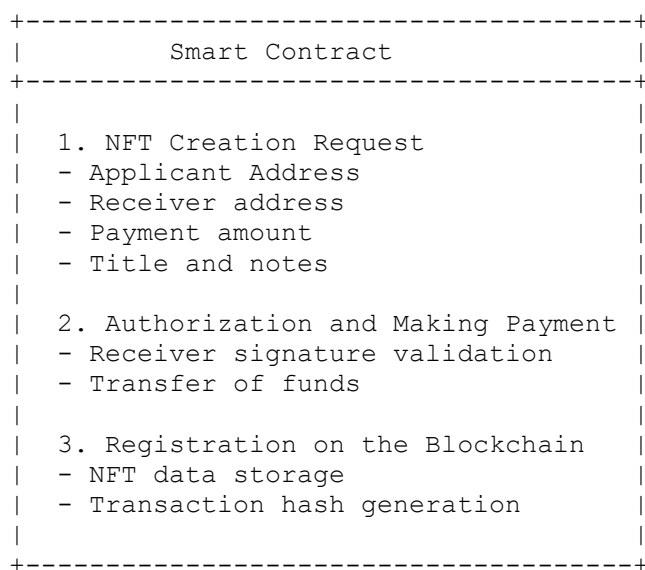 +--------------------------------------+
| Smart Contract |
+--------------------------------------+
| |
| 1. NFT Creation Request |
| - Applicant Address |
| - Receiver address |
| - Payment amount |
| - Title and notes |
| |
| 2. Authorization and Making Payment |
| - Receiver signature validation |
| - Transfer of funds |
| |
| 3. Registration on the Blockchain |
| - NFT data storage |
| - Transaction hash generation |
| |
+--------------------------------------+